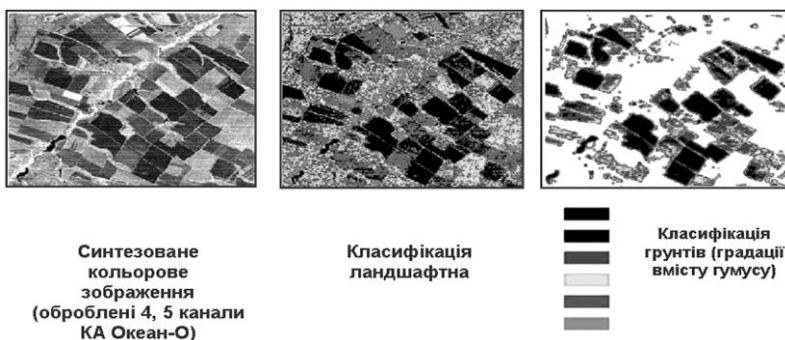 Синтезоване
кольорове
зображення
(оброблені 4, 5 канали
КА Океан-О)
Класифікація
ландшафтна
Класифікація
грунтів (градації
вмісту гумусу)